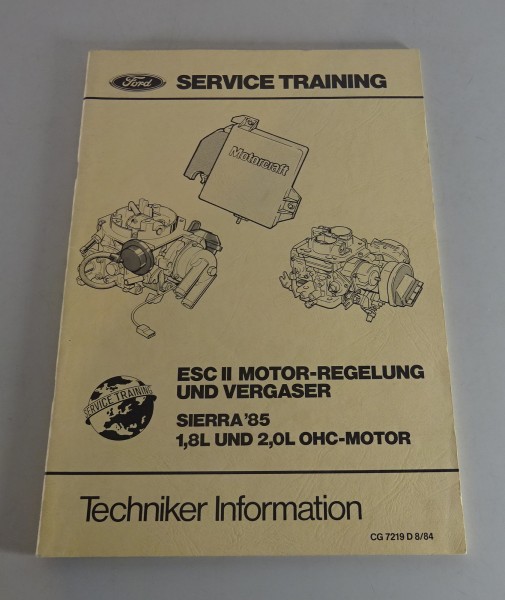 Ford SERVICE TRAINING
Motorcraft
ESC II MOTOR-REGELUNG
UND VERGASER
SERVICE TRAINING
SIERRA '85
1,8L UND 2,0L OHC-MOTOR
Techniker Information
CG 7219 D 8/84